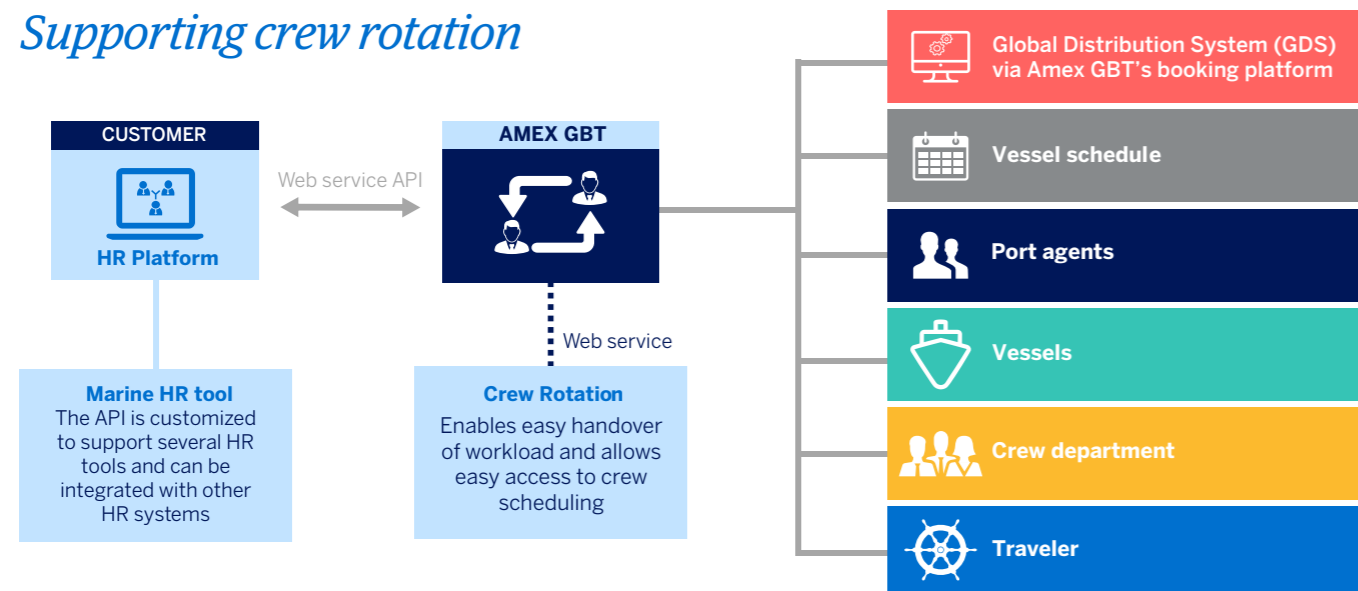 Supporting crew rotation
CUSTOMER
HR Platform
Web service API
AMEX GBT
Web service
Marine HR tool
The API is customized
to support several HR
tools and can be
integrated with other
HR systems
Crew Rotation
Enables easy handover
of workload and allows
easy access to crew
scheduling
Global Distribution System (GDS)
via Amex GBT’s booking platform
Vessel schedule
Port agents
Vessels
Crew department
Traveler